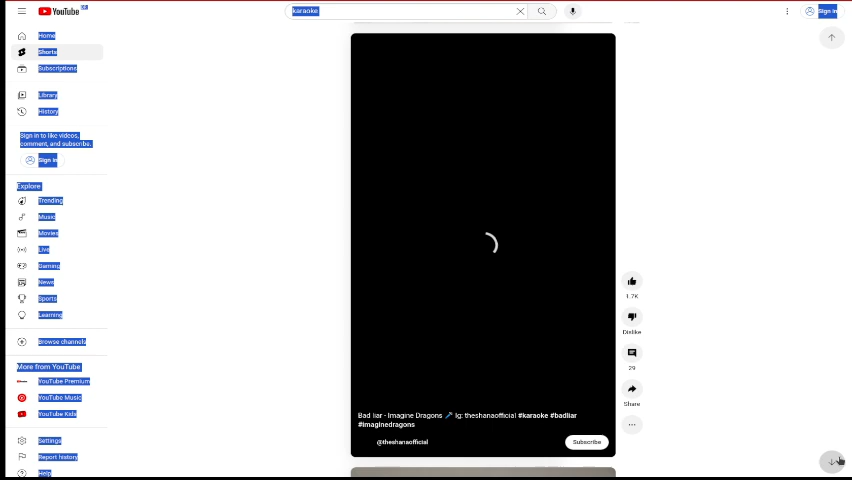 YouTube
karaoke
Sign in
Home
Shorts
Subscriptions
Library
History
Sign in to like videos,
comment, and subscribe.
Sign in
Explore
Trending
Music
Movies
Live
Gaming
News
Sports
Learning
Browse channels
More from YouTube
YouTube Premium
YouTube Music
YouTube Kids
Settings
Report history
Help
1.7K
Dislike
29
Share
Bad liar - Imagine Dragons 🎤 Ig: theshanaofficial #karaoke #badliar
#imaginedragons
@theshanaofficial
Subscribe